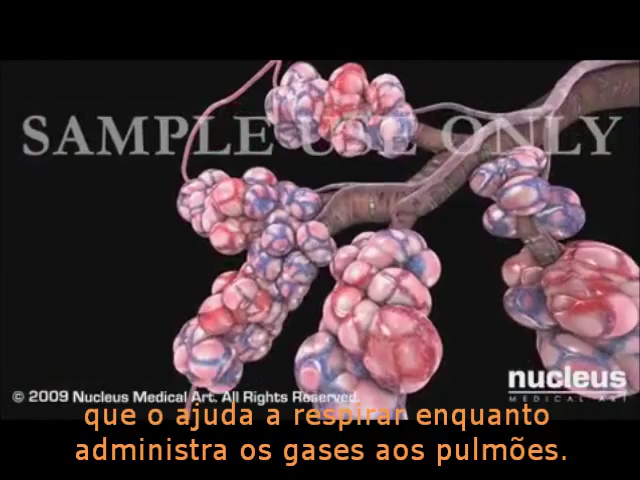 SAMPLE USE ONLY
nucleus
MEDICAL ART
© 2009 Nucleus Medical Art. All Rights Reserved.
que o ajuda a respirar enquanto
administra os gases aos pulmões.